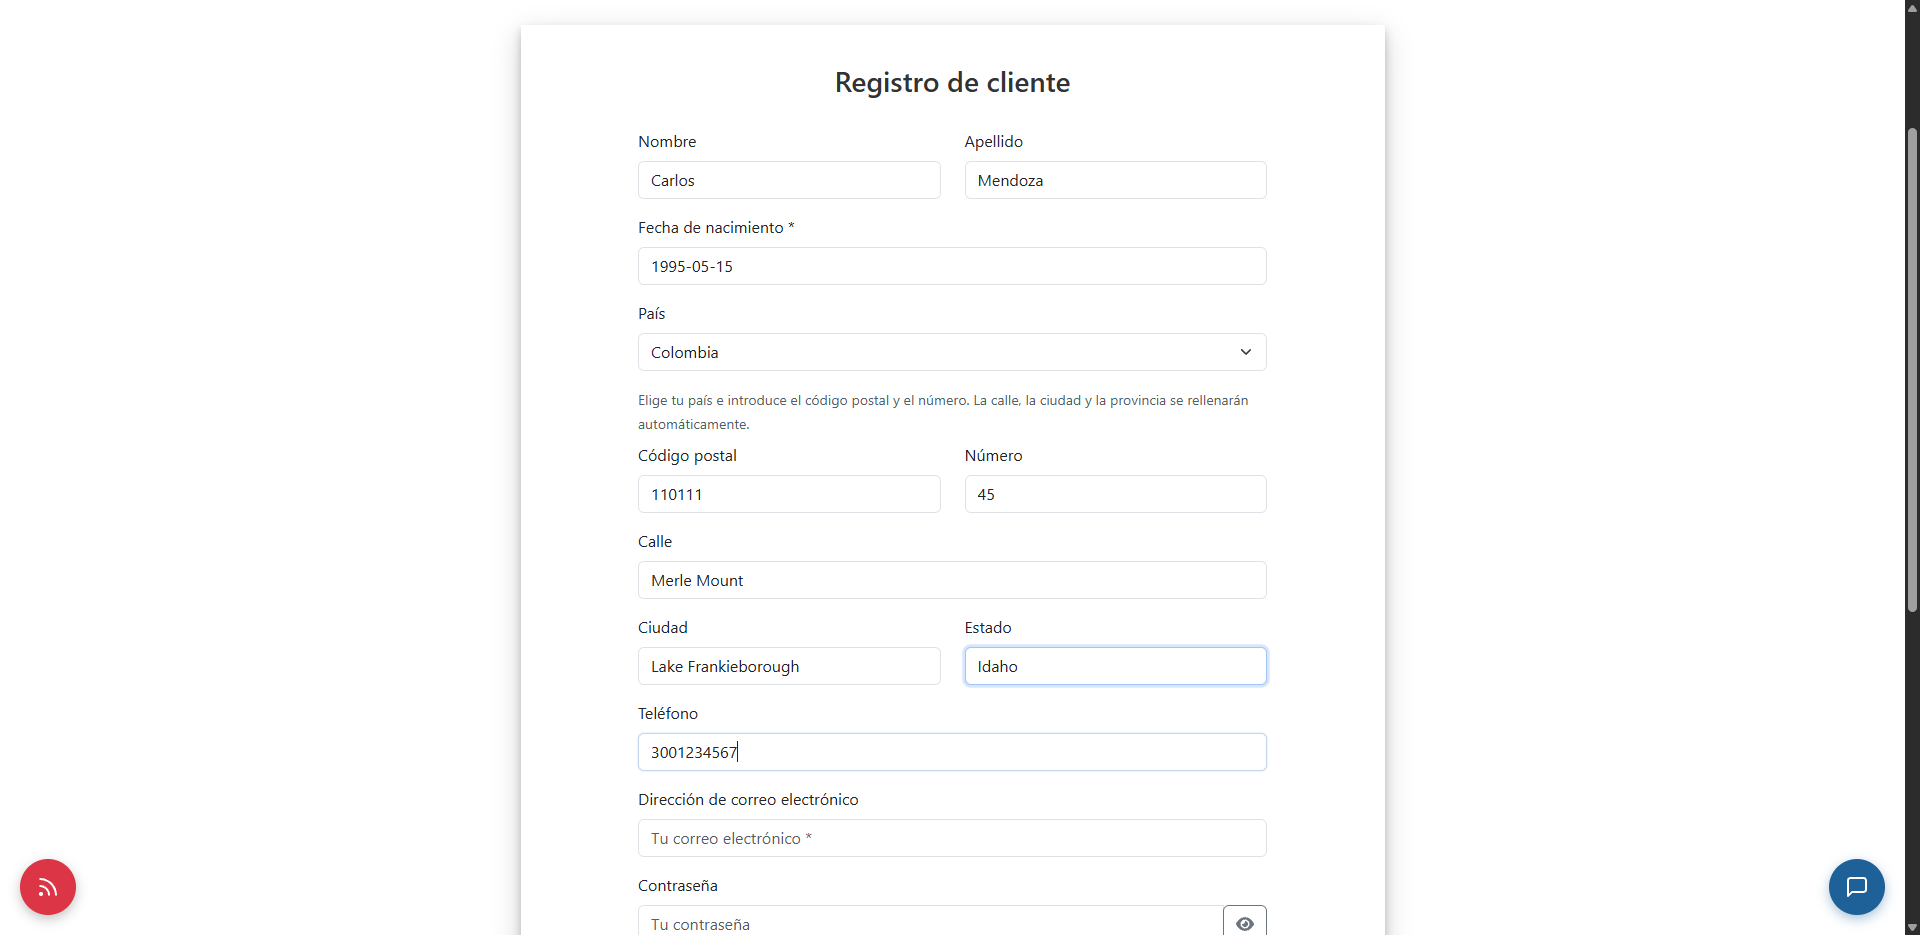 Registro de cliente
Nombre
Apellido
Carlos
Mendoza
Fecha de nacimiento *
1995-05-15
País
Colombia
Elige tu país e introduce el código postal y el número. La calle, la ciudad y la provincia se rellenarán
automáticamente.
Código postal
Número
110111
45
Calle
Merle Mount
Ciudad
Estado
Lake Frankieborough
Idaho
Teléfono
3001234567
Dirección de correo electrónico
Tu correo electrónico *
Contraseña
Tu contraseña